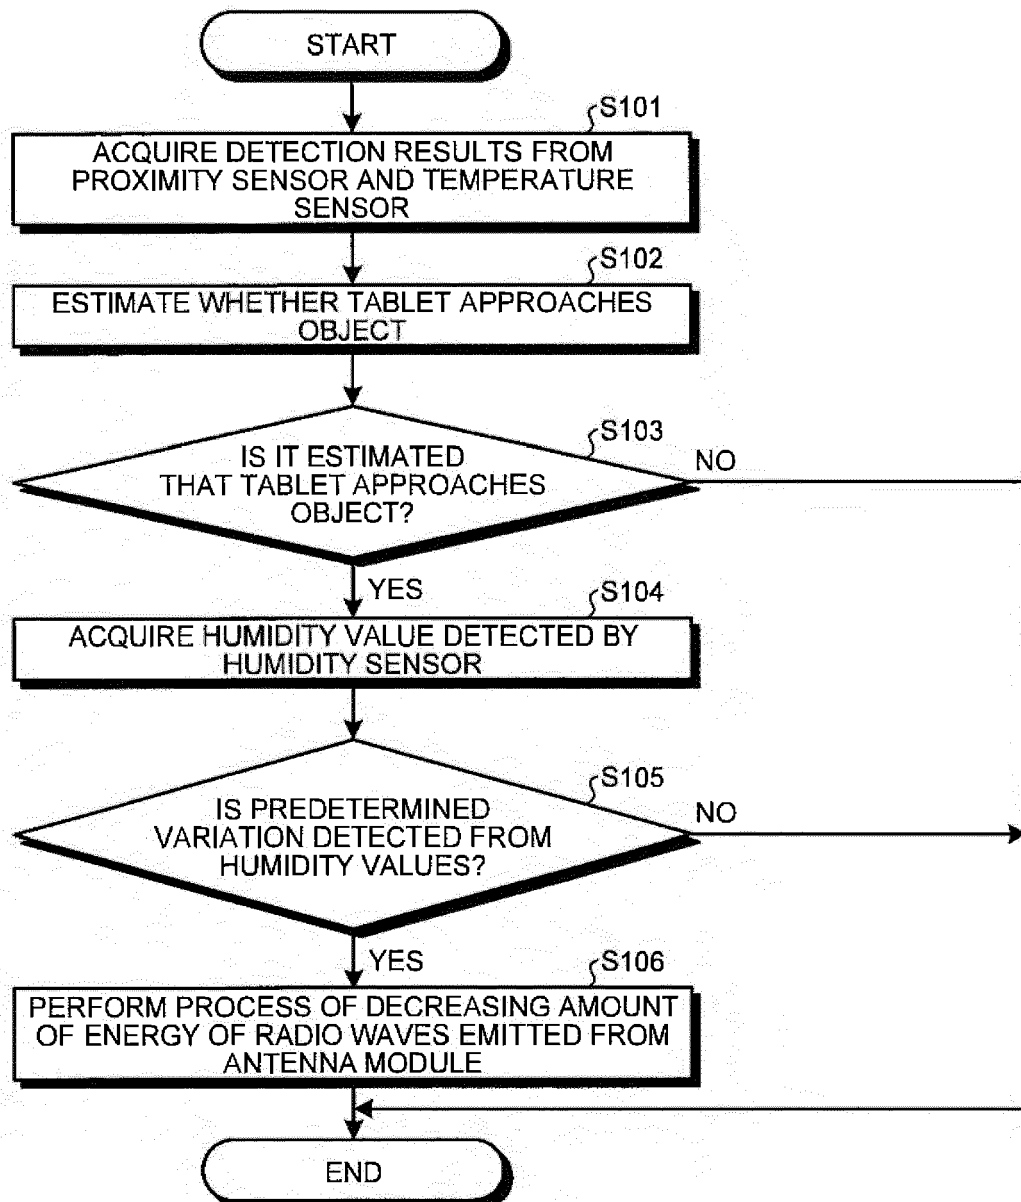 START
S101
ACQUIRE DETECTION RESULTS FROM
PROXIMITY SENSOR AND TEMPERATURE
SENSOR
S102
ESTIMATE WHETHER TABLET APPROACHES
OBJECT
S103
IS IT ESTIMATED
THAT TABLET APPROACHES
OBJECT?
NO
YES
S104
ACQUIRE HUMIDITY VALUE DETECTED BY
HUMIDITY SENSOR
S105
IS PREDETERMINED
VARIATION DETECTED FROM
HUMIDITY VALUES?
NO
YES
S106
PERFORM PROCESS OF DECREASING AMOUNT
OF ENERGY OF RADIO WAVES EMITTED FROM
ANTENNA MODULE
END